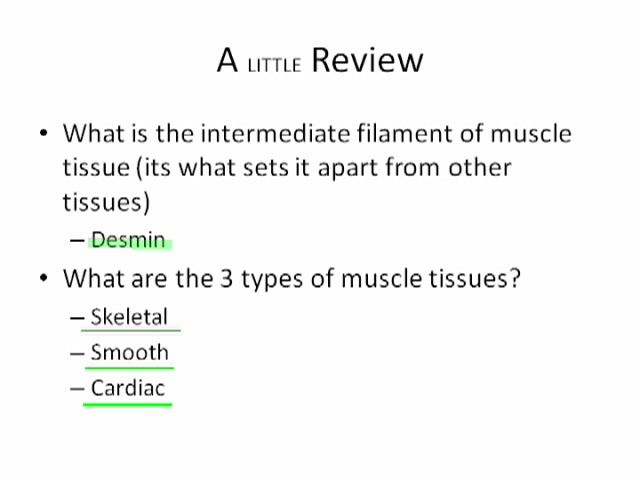 A LITTLE Review
• What is the intermediate filament of muscle
tissue (its what sets it apart from other
tissues)
– Desmin
• What are the 3 types of muscle tissues?
– Skeletal
– Smooth
– Cardiac